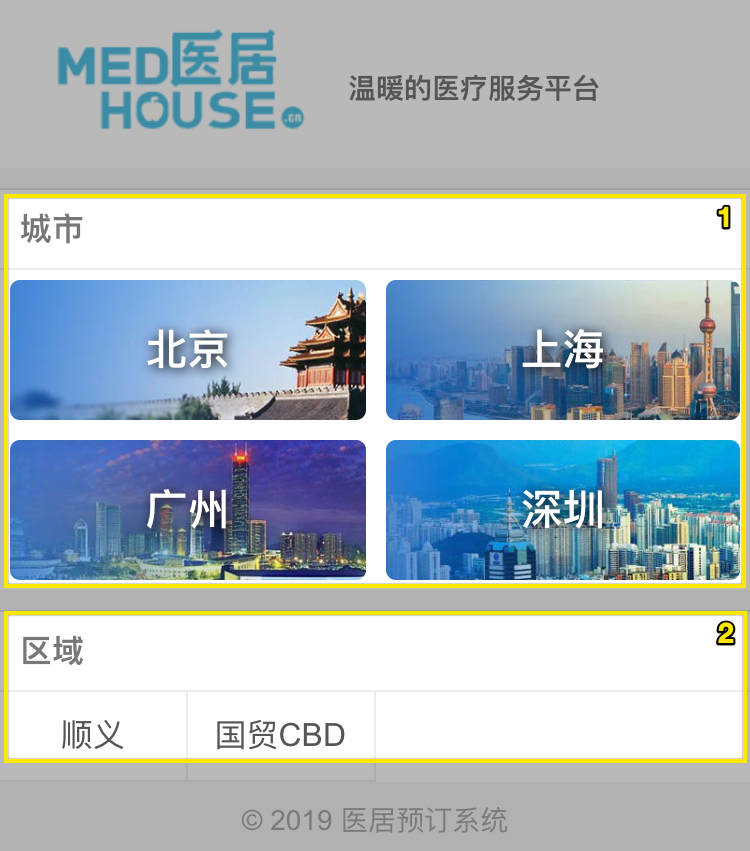 MED医居
HOUSE.cn
温暖的医疗服务平台
1
城市
北京
上海
广州
深圳
2
区域
顺义
国贸CBD
© 2019 医居预订系统